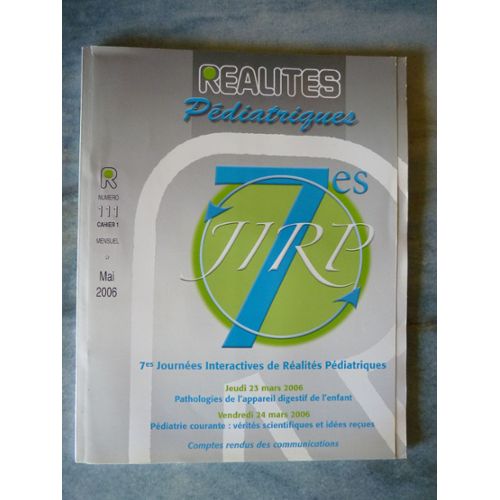 REALITES
Pédiatriques
7es
JIRP
R
NUMERO
111
CAHIER 1
MENSUEL
Mai
2006
7es Journées Interactives de Réalités Pédiatriques
Jeudi 23 mars 2006
Pathologies de l'appareil digestif de l'enfant
Vendredi 24 mars 2006
Pédiatrie courante : vérités scientifiques et idées reçues
Comptes rendus des communications